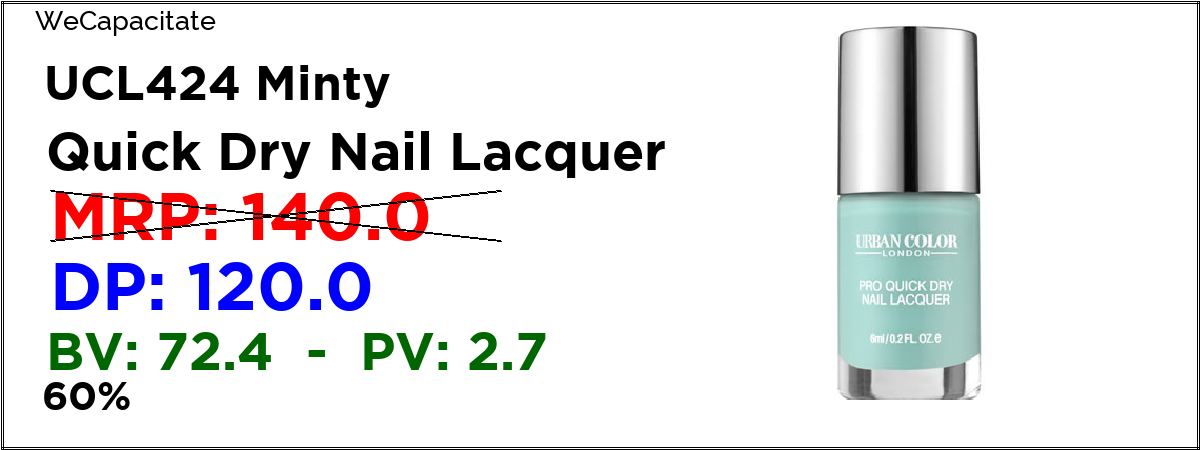 WeCapacitate
UCL424 Minty
Quick Dry Nail Lacquer
MRP: 140.0
DP: 120.0
BV: 72.4 - PV: 2.7
60%
URBAN COLOR
LONDON
PRO QUICK DRY
NAIL LACQUER
6ml/0.2 FL. OZ.e